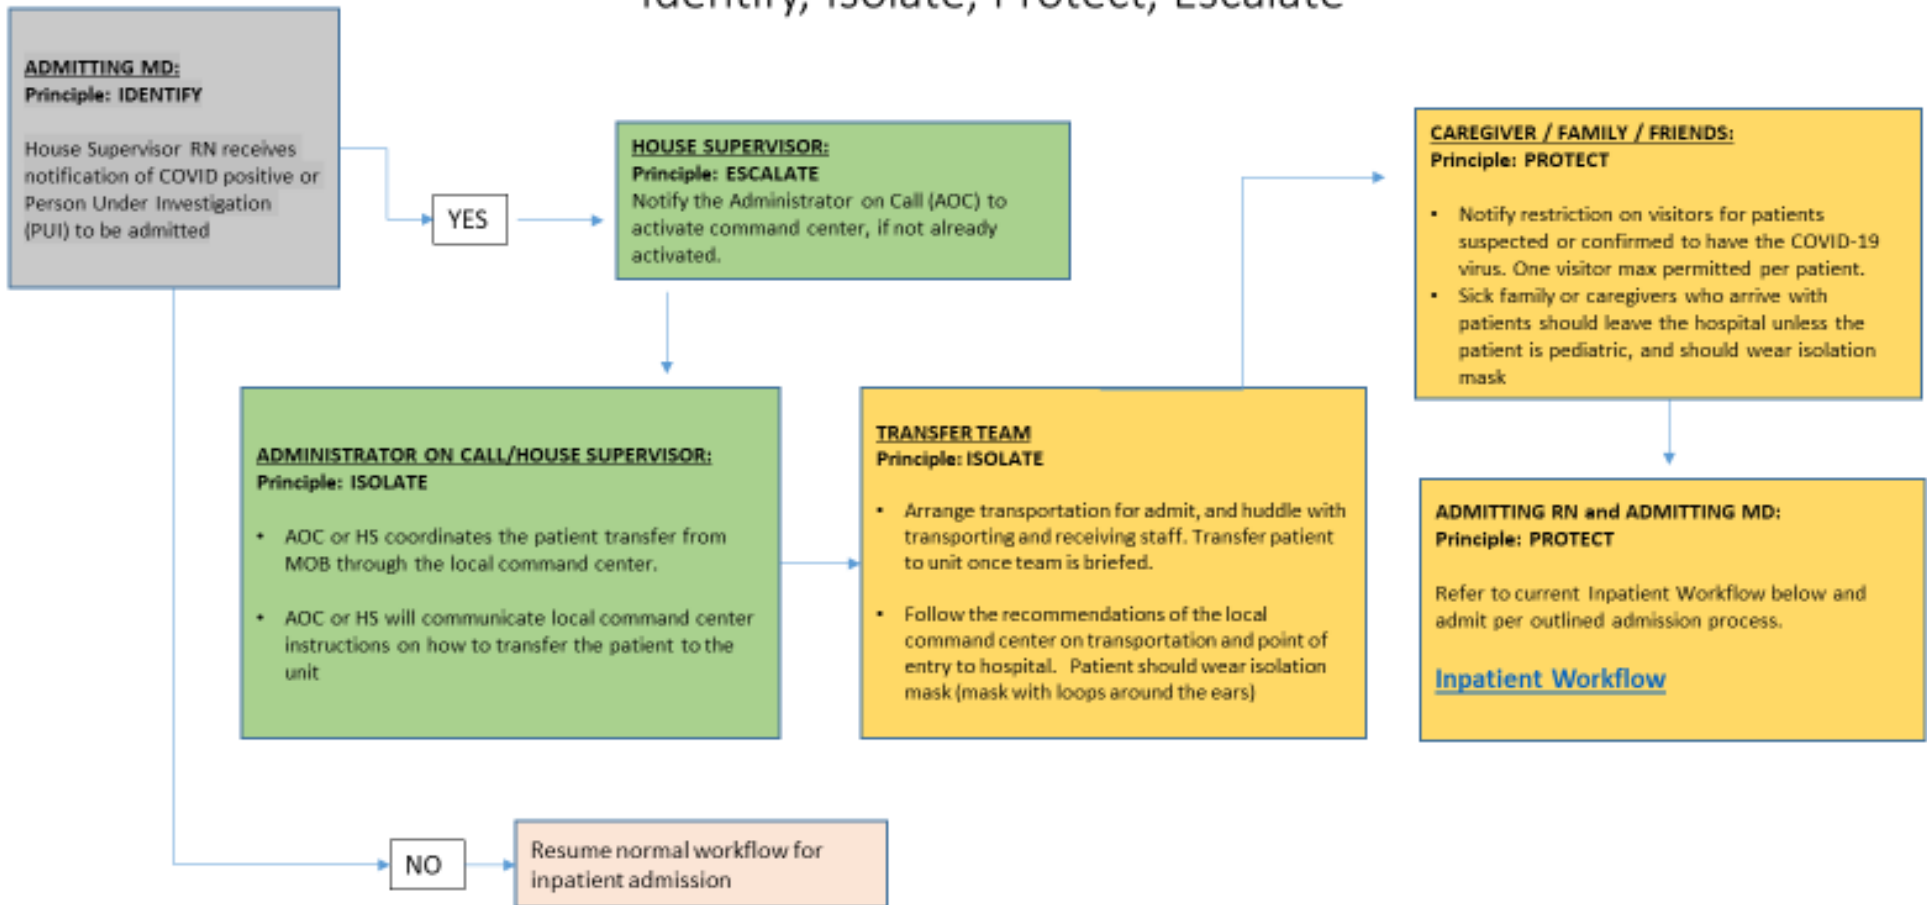 Identify, Isolate, Protect, Escalate
ADMITTING MD:
Principle: IDENTIFY
House Supervisor RN receives
notification of COVID positive or
Person Under Investigation
(PUI) to be admitted
YES
HOUSE SUPERVISOR:
Principle: ESCALATE
Notify the Administrator on Call (AOC) to
activate command center, if not already
activated.
ADMINISTRATOR ON CALL/HOUSE SUPERVISOR:
Principle: ISOLATE
• AOC or HS coordinates the patient transfer from
MOB through the local command center.
• AOC or HS will communicate local command center
instructions on how to transfer the patient to the
unit
TRANSFER TEAM
Principle: ISOLATE
• Arrange transportation for admit, and huddle with
transporting and receiving staff. Transfer patient
to unit once team is briefed.
• Follow the recommendations of the local
command center on transportation and point of
entry to hospital. Patient should wear isolation
mask (mask with loops around the ears)
CAREGIVER / FAMILY / FRIENDS:
Principle: PROTECT
• Notify restriction on visitors for patients
suspected or confirmed to have the COVID-19
virus. One visitor max permitted per patient.
• Sick family or caregivers who arrive with
patients should leave the hospital unless the
patient is pediatric, and should wear isolation
mask
ADMITTING RN and ADMITTING MD:
Principle: PROTECT
Refer to current Inpatient Workflow below and
admit per outlined admission process.
Inpatient Workflow
NO
Resume normal workflow for
inpatient admission